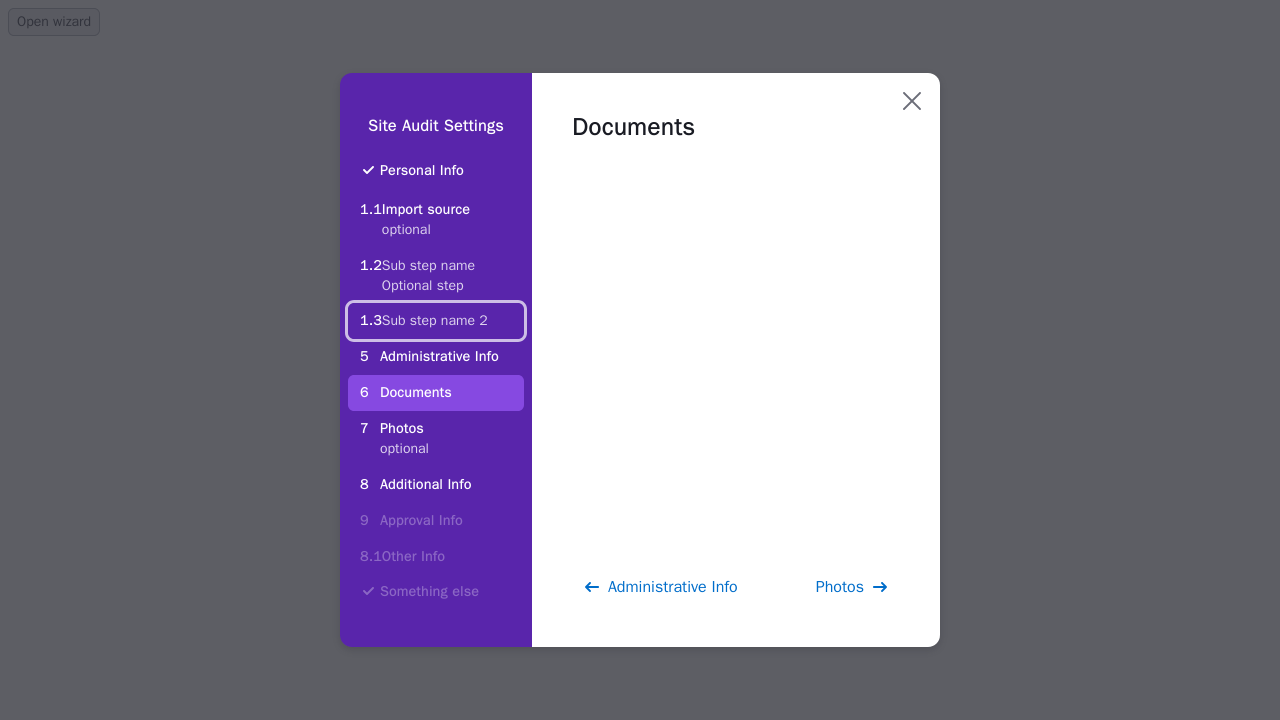 Open wizard
Site Audit Settings
Personal Info
1.1 Import source
optional
1.2 Sub step name
Optional step
1.3 Sub step name 2
5 Administrative Info
6 Documents
7 Photos
optional
8 Additional Info
9 Approval Info
8.1 Other Info
Something else
Documents
Administrative Info
Photos